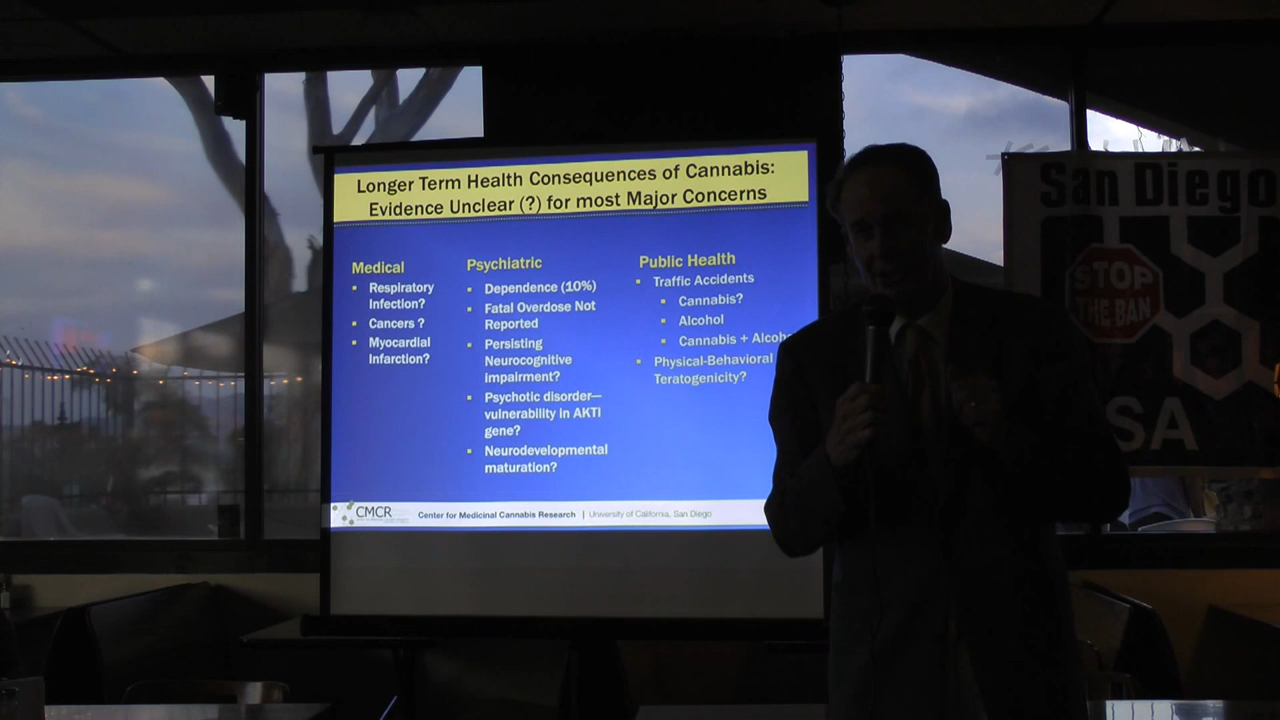 Longer Term Health Consequences of Cannabis:
Evidence Unclear (?) for most Major Concerns
Medical
Respiratory
Infection?
Cancers ?
Myocardial
Infarction?
Psychiatric
Dependence (10%)
Fatal Overdose Not
Reported
Persisting
Neurocognitive
impairment?
Psychotic disorder—
vulnerability in AKTI
gene?
Neurodevelopmental
maturation?
Public Health
Traffic Accidents
Cannabis?
Alcohol
Cannabis + Alcoho
Physical-Behavioral
Teratogenicity?
CMCR
Center for Medicinal Cannabis Research | University of California, San Diego
San Diego
STOP
THE BAN
SA